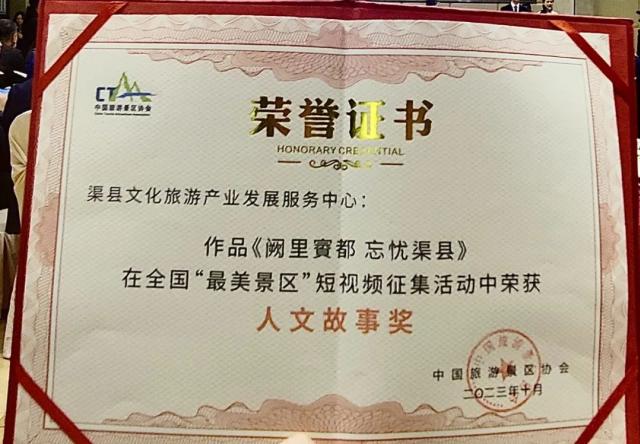 中国旅游景区协会
荣誉证书
HONORARY CREDENTIAL
渠县文化旅游产业发展服务中心：
作品《阙里賨都 忘忧渠县》
在全国“最美景区”短视频征集活动中荣获
人文故事奖
中国旅游景区协会
二〇二三年十月